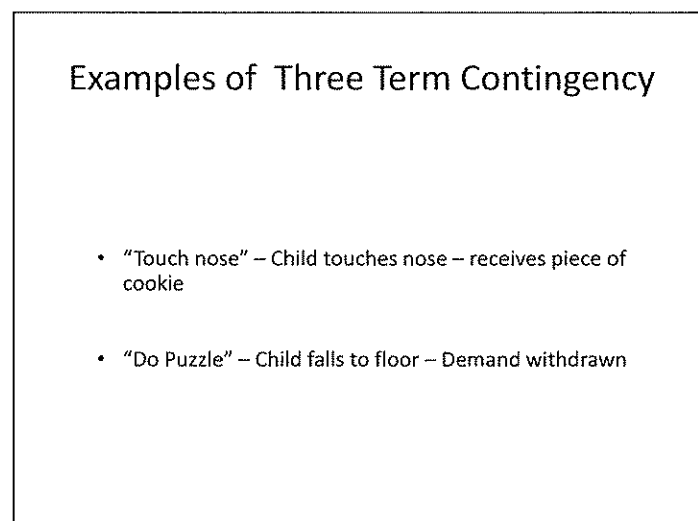 Examples of Three Term Contingency
• “Touch nose” – Child touches nose – receives piece of
cookie
• “Do Puzzle” – Child falls to floor – Demand withdrawn